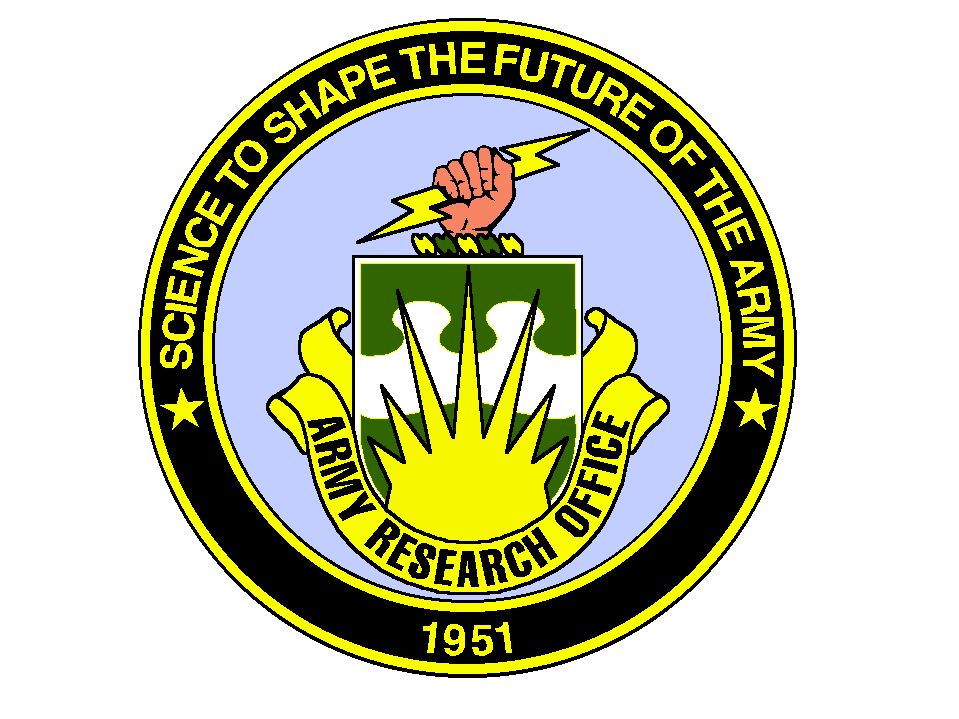 SCIENCE TO SHAPE THE FUTURE OF THE ARMY
ARMY RESEARCH OFFICE
1951